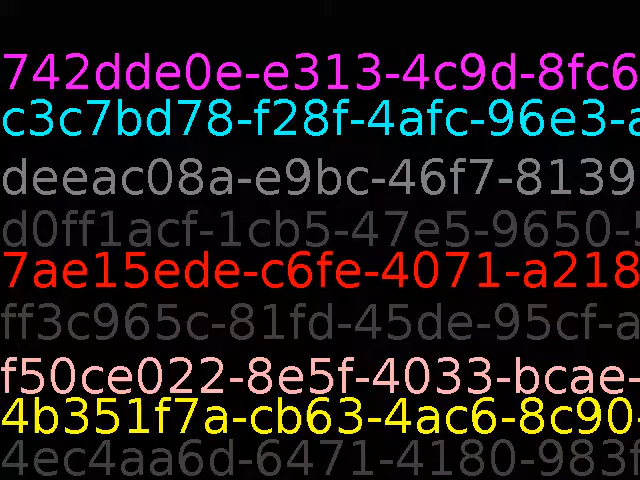 742dde0e-e313-4c9d-8fc6
c3c7bd78-f28f-4afc-96e3-a
deeac08a-e9bc-46f7-8139
d0ff1acf-1cb5-47e5-9650-5
7ae15ede-c6fe-4071-a218
ff3c965c-81fd-45de-95cf-a
f50ce022-8e5f-4033-bcae-
4b351f7a-cb63-4ac6-8c90-
4ec4aa6d-6471-4180-983f